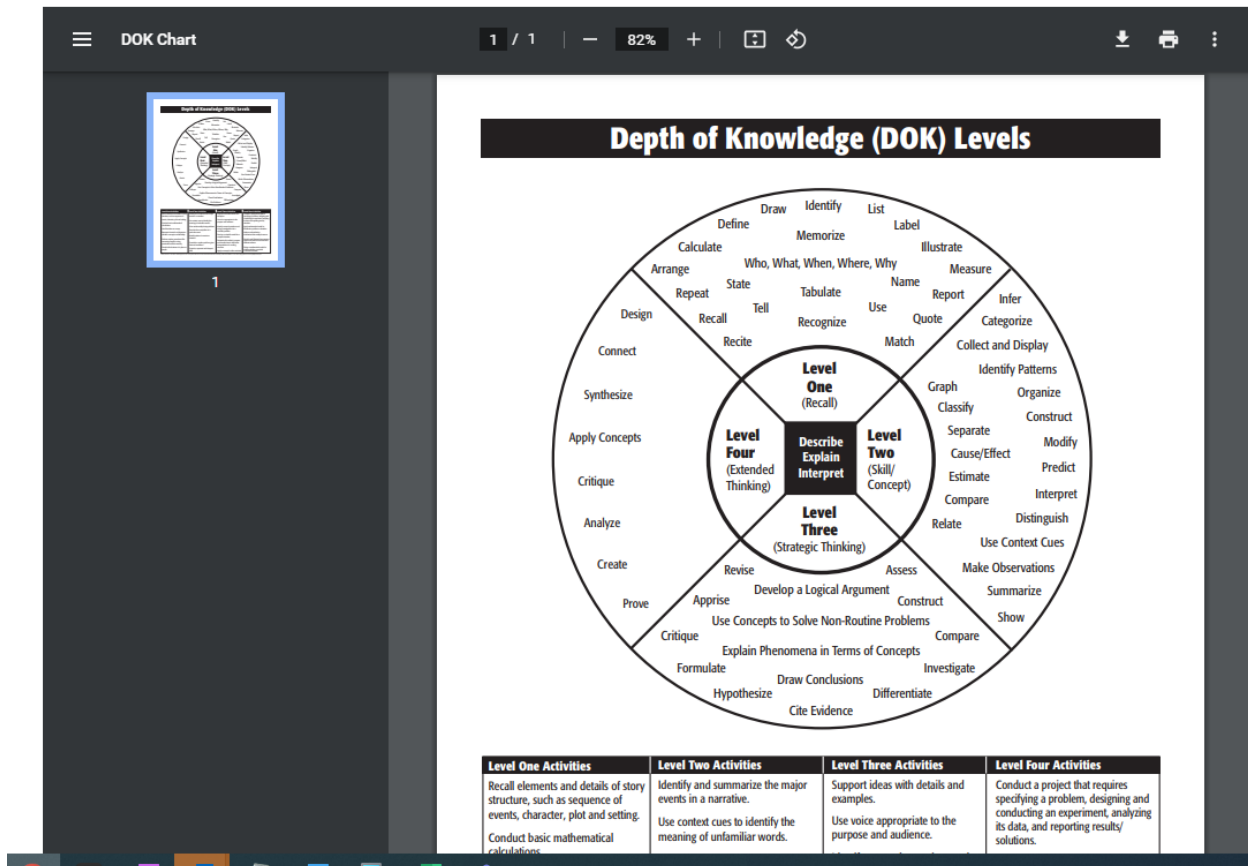 DOK Chart
1 / 1
82%
1
Depth of Knowledge (DOK) Levels
Draw
Identify
List
Define
Label
Memorize
Calculate
Illustrate
Who, What, When, Where, Why
Arrange
Measure
State
Name
Repeat
Tabulate
Report
Tell
Use
Recall
Recognize
Quote
Recite
Match
Infer
Categorize
Collect and Display
Identify Patterns
Graph
Organize
Classify
Construct
Separate
Modify
Cause/Effect
Predict
Estimate
Interpret
Compare
Distinguish
Relate
Use Context Cues
Make Observations
Summarize
Show
Design
Connect
Synthesize
Apply Concepts
Critique
Analyze
Create
Prove
Level
One
(Recall)
Level
Four
(Extended
Thinking)
Describe
Explain
Interpret
Level
Two
(Skill/
Concept)
Level
Three
(Strategic Thinking)
Revise
Assess
Develop a Logical Argument
Apprise
Construct
Use Concepts to Solve Non-Routine Problems
Critique
Compare
Explain Phenomena in Terms of Concepts
Formulate
Investigate
Draw Conclusions
Hypothesize
Differentiate
Cite Evidence
Level One Activities
Recall elements and details of story
structure, such as sequence of
events, character, plot and setting.
Conduct basic mathematical
calculations
Level Two Activities
Identify and summarize the major
events in a narrative.
Use context cues to identify the
meaning of unfamiliar words.
Level Three Activities
Support ideas with details and
examples.
Use voice appropriate to the
purpose and audience.
Level Four Activities
Conduct a project that requires
specifying a problem, designing and
conducting an experiment, analyzing
its data, and reporting results/
solutions.